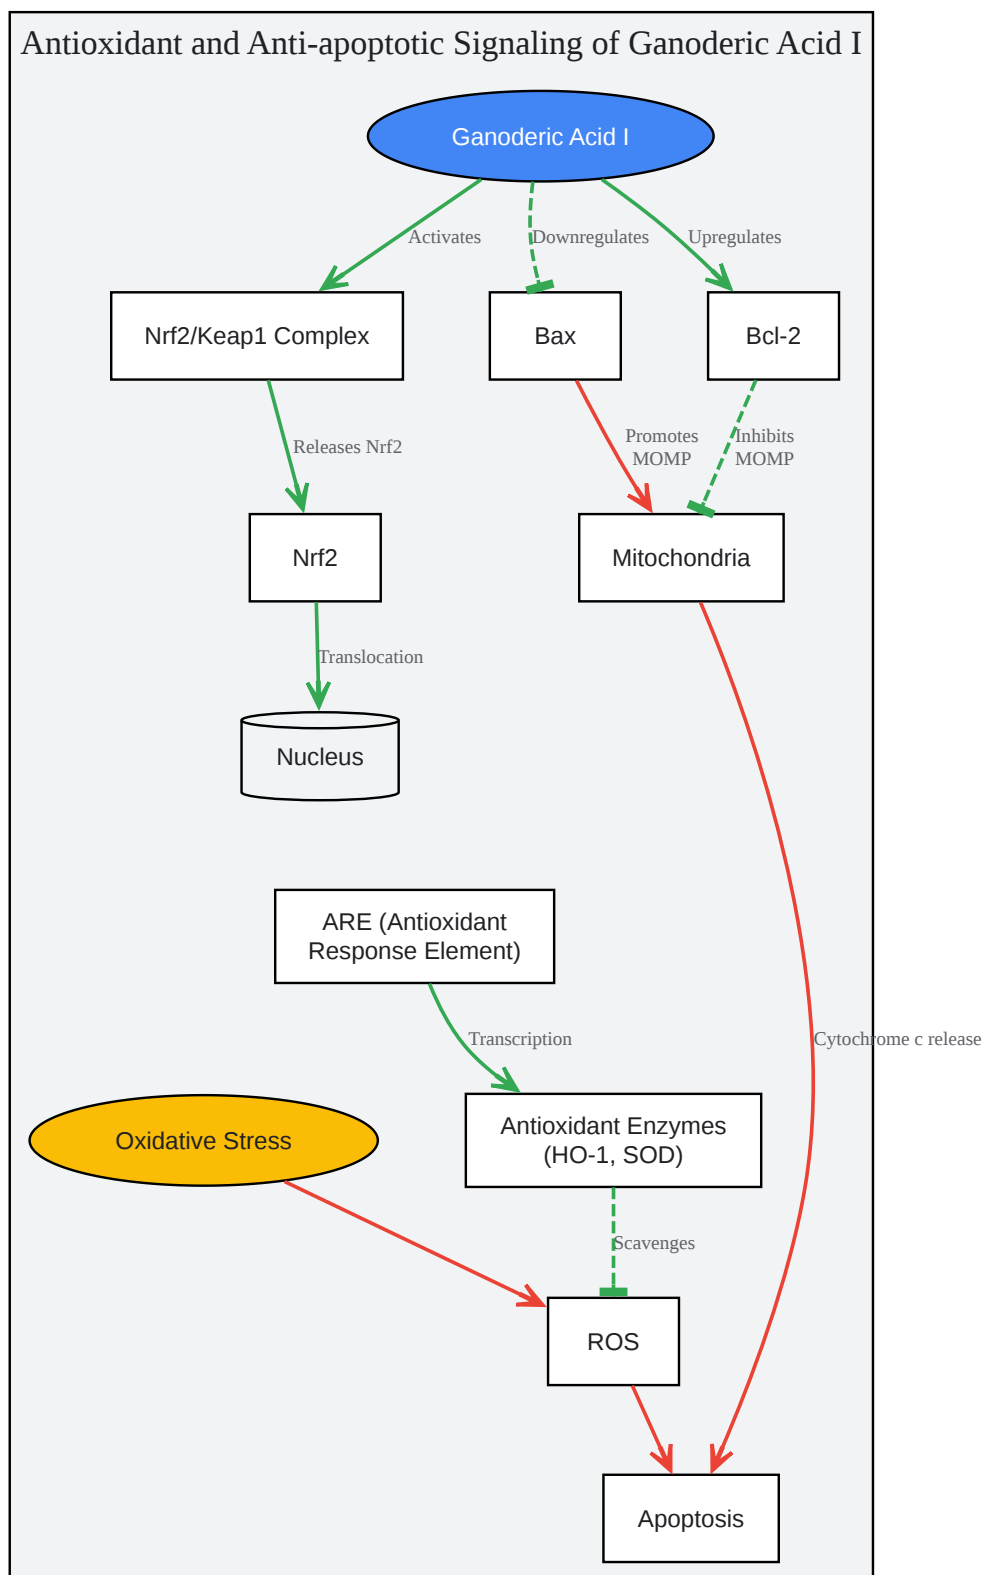 Antioxidant and Anti-apoptotic Signaling of Ganoderic Acid I
Ganoderic Acid I
Activates
Downregulates
Upregulates
Nrf2/Keap1 Complex
Bax
Bcl-2
Releases Nrf2
Promotes
MOMP
Inhibits
MOMP
Nrf2
Mitochondria
Translocation
Nucleus
ARE (Antioxidant
Response Element)
Transcription
Cytochrome c release
Oxidative Stress
Antioxidant Enzymes
(HO-1, SOD)
Scavenges
ROS
Apoptosis